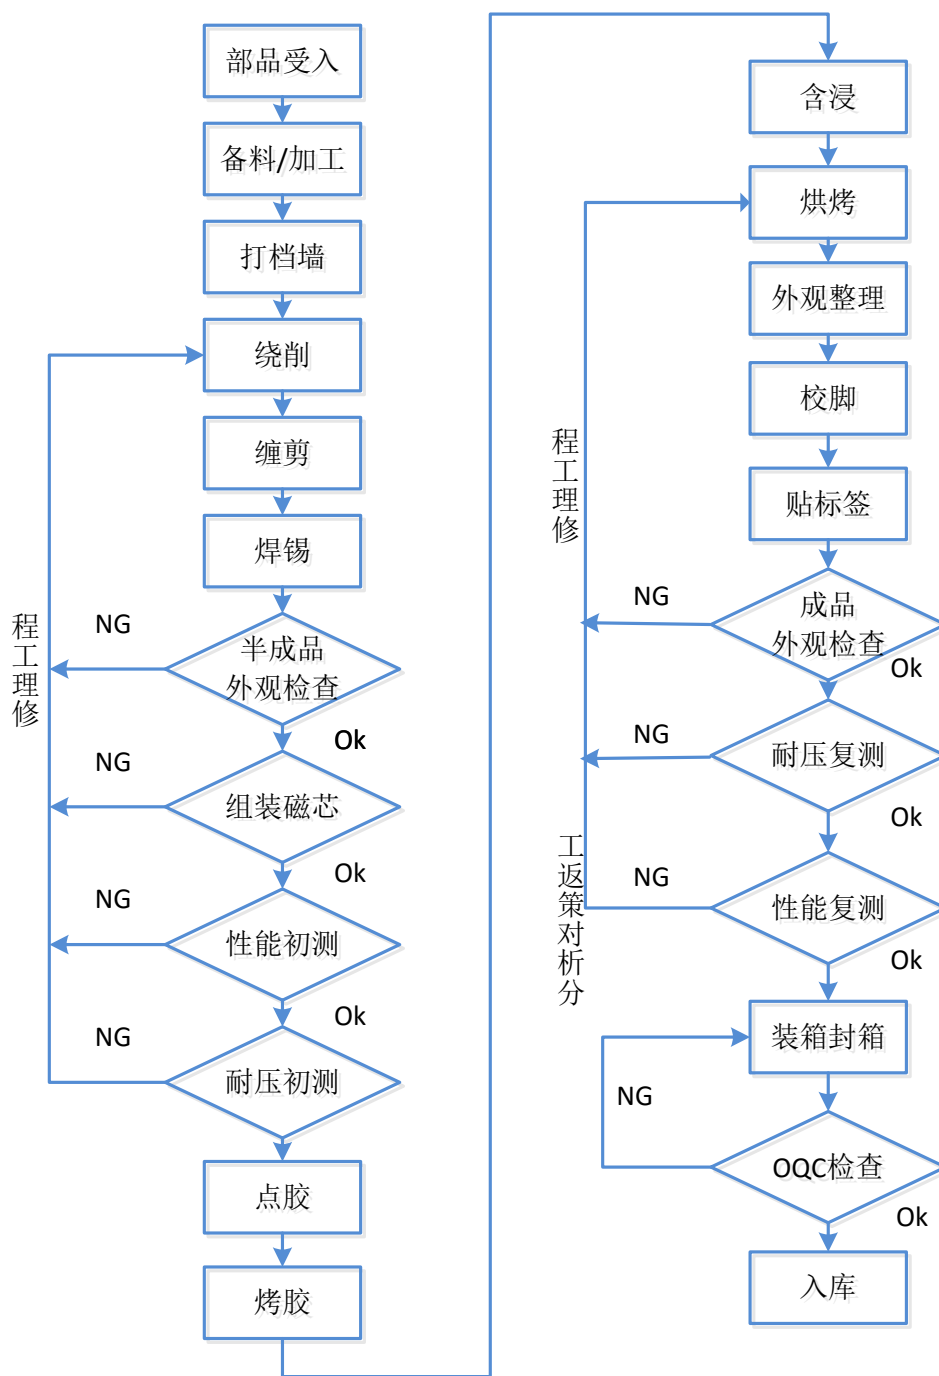 部品受入
备料/加工
打档墙
绕削
缠剪
焊锡
程工理修
NG
半成品
外观检查
Ok
NG
组装磁芯
Ok
NG
性能初测
Ok
NG
耐压初测
点胶
烤胶
含浸
烘烤
外观整理
校脚
程工理修
贴标签
NG
成品
外观检查
Ok
NG
耐压复测
Ok
工返策对析分
NG
性能复测
Ok
装箱封箱
NG
OQC检查
Ok
入库